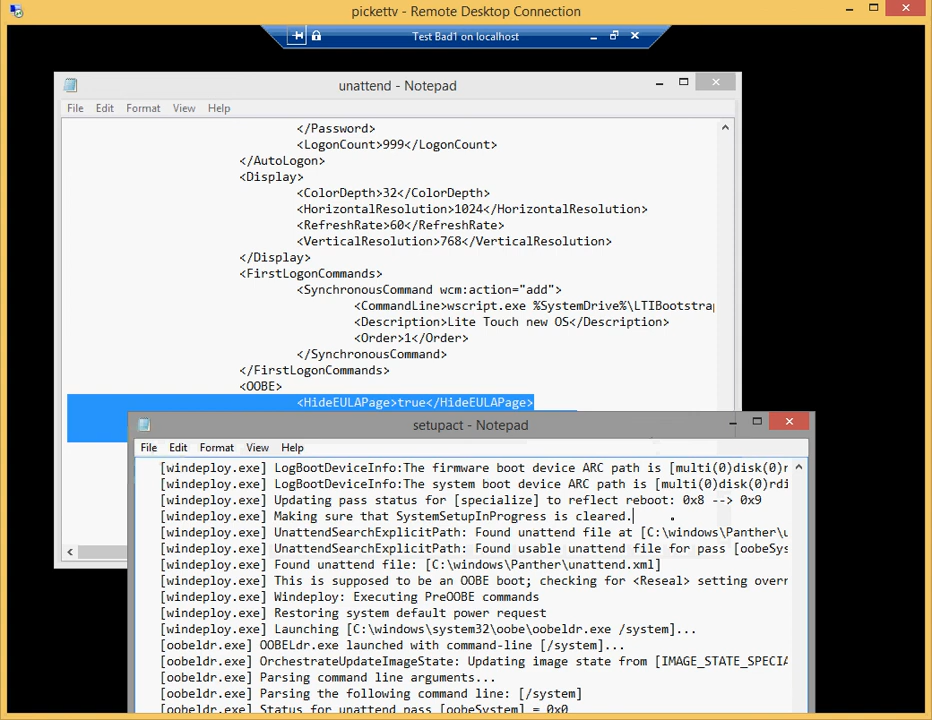 pickettv - Remote Desktop Connection
Test Bad1 on localhost
unattend - Notepad
File Edit Format View Help
</Password>
<LogonCount>999</LogonCount>
</AutoLogon>
<Display>
<ColorDepth>32</ColorDepth>
<HorizontalResolution>1024</HorizontalResolution>
<RefreshRate>60</RefreshRate>
<VerticalResolution>768</VerticalResolution>
</Display>
<FirstLogonCommands>
<SynchronousCommand wcm:action="add">
<CommandLine>wscript.exe %SystemDrive%\LTIBootstrap
<Description>Lite Touch new OS</Description>
<Order>1</Order>
</SynchronousCommand>
</FirstLogonCommands>
<OOBE>
<HideEULAPage>true</HideEULAPage>
setupact - Notepad
File Edit Format View Help
[windeploy.exe] LogBootDeviceInfo:The firmware boot device ARC path is [multi(0)disk(0)r
[windeploy.exe] LogBootDeviceInfo:The system boot device ARC path is [multi(0)disk(0)rdi
[windeploy.exe] Updating pass status for [specialize] to reflect reboot: 0x8 --> 0x9
[windeploy.exe] Making sure that SystemSetupInProgress is cleared.
[windeploy.exe] UnattendSearchExplicitPath: Found unattend file at [C:\windows\Panther\u
[windeploy.exe] UnattendSearchExplicitPath: Found usable unattend file for pass [oobeSys
[windeploy.exe] Found unattend file: [C:\windows\Panther\unattend.xml]
[windeploy.exe] This is supposed to be an OOBE boot; checking for <Reseal> setting overr
[windeploy.exe] Windeploy: Executing PreOOBE commands
[windeploy.exe] Restoring system default power request
[windeploy.exe] Launching [C:\windows\system32\oobe\oobeldr.exe /system]...
[oobeldr.exe] OOBELdr.exe launched with command-line [/system]...
[oobeldr.exe] OrchestrateUpdateImageState: Updating image state from [IMAGE_STATE_SPECIA
[oobeldr.exe] Parsing command line arguments...
[oobeldr.exe] Parsing the following command line: [/system]
[oobeldr.exe] Status for unattend pass [oobeSystem] = 0x0